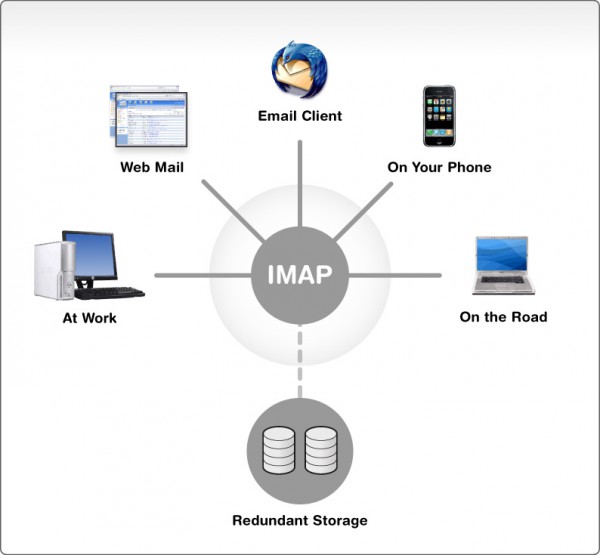 Email Client
Web Mail
On Your Phone
IMAP
At Work
On the Road
Redundant Storage